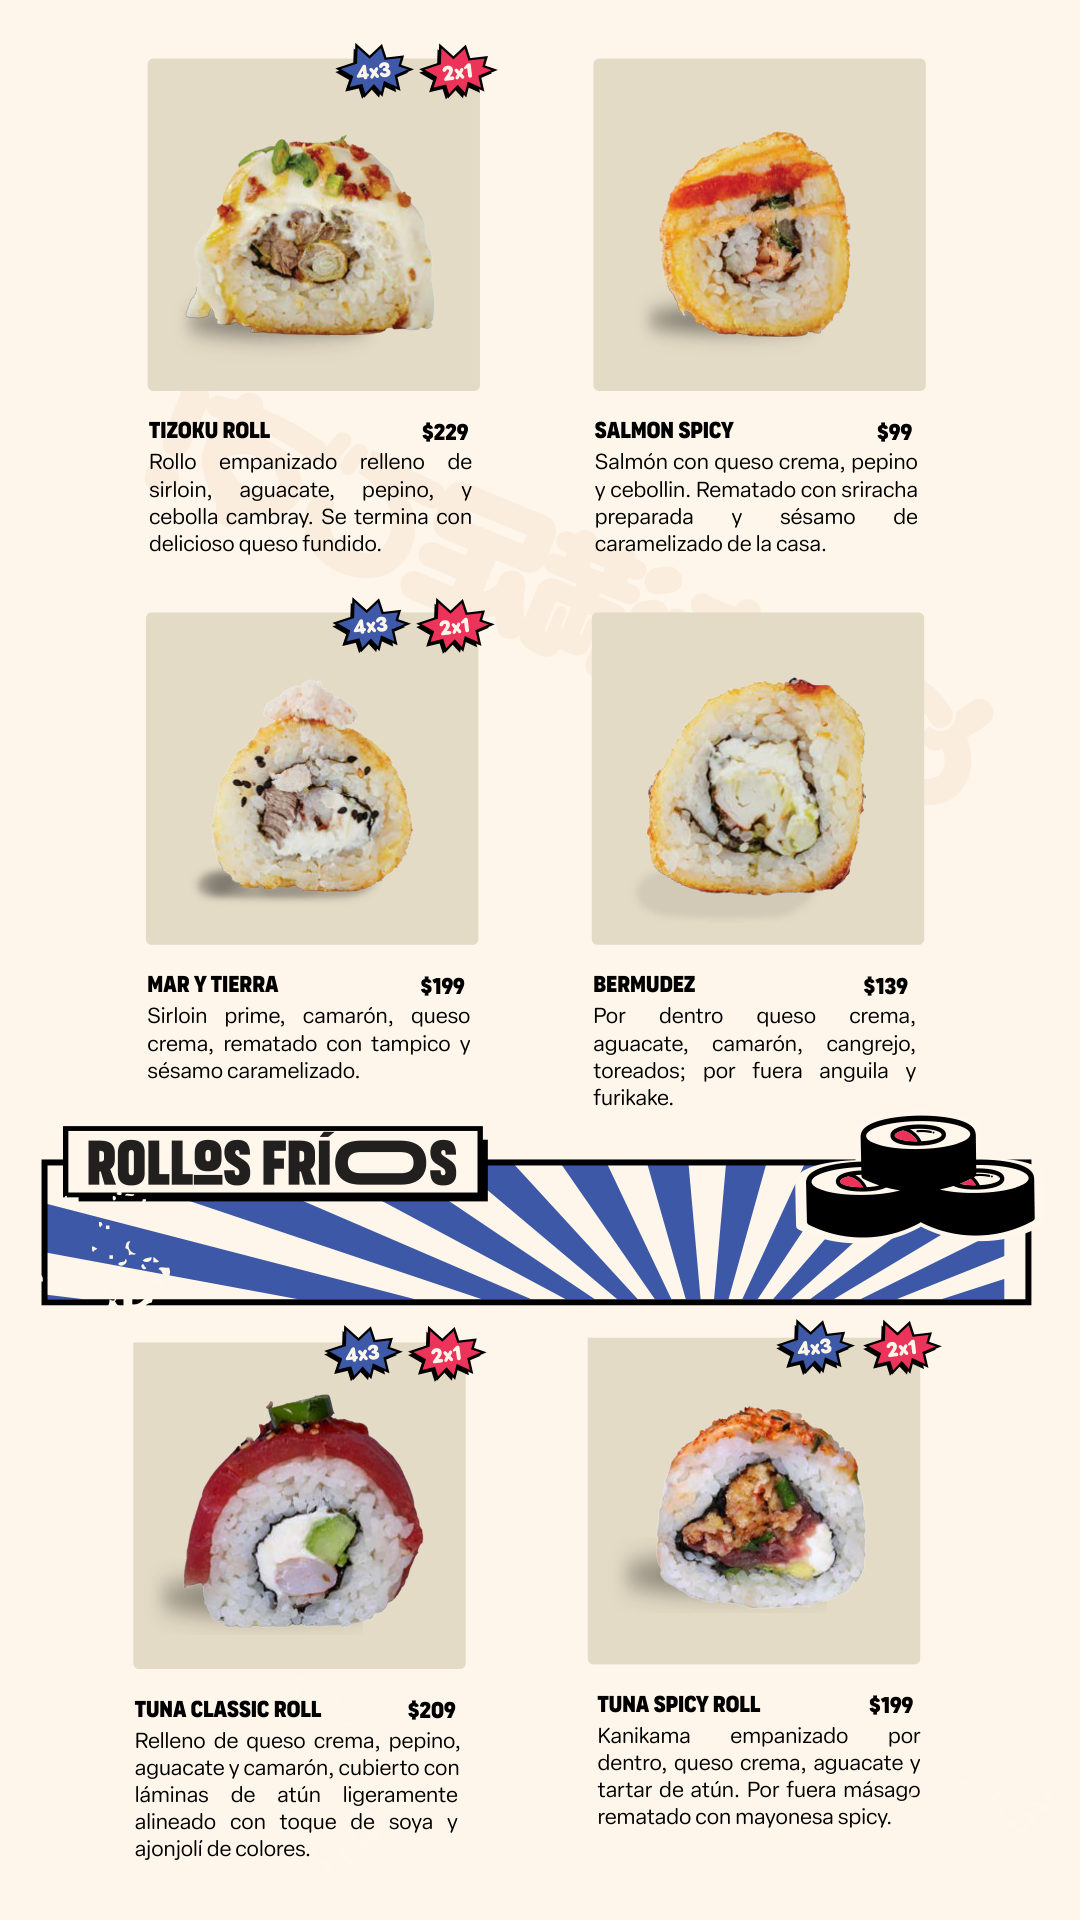 4x3
2x1
TIZOKU ROLL
$229
Rollo empanizado relleno de
sirloin, aguacate, pepino, y
cebolla cambray. Se termina con
delicioso queso fundido.
SALMON SPICY
$99
Salmón con queso crema, pepino
y cebollin. Rematado con sriracha
preparada y sésamo de
caramelizado de la casa.
4x3
2x1
MAR Y TIERRA
$199
Sirloin prime, camarón, queso
crema, rematado con tampico y
sésamo caramelizado.
BERMUDEZ
$139
Por dentro queso crema,
aguacate, camarón, cangrejo,
toreados; por fuera anguila y
furikake.
ROLLOS FRÍOS
4x3
2x1
TUNA CLASSIC ROLL
$209
Relleno de queso crema, pepino,
aguacate y camarón, cubierto con
láminas de atún ligeramente
alineado con toque de soya y
ajonjolí de colores.
4x3
2x1
TUNA SPICY ROLL
$199
Kanikama empanizado por
dentro, queso crema, aguacate y
tartar de atún. Por fuera másago
rematado con mayonesa spicy.